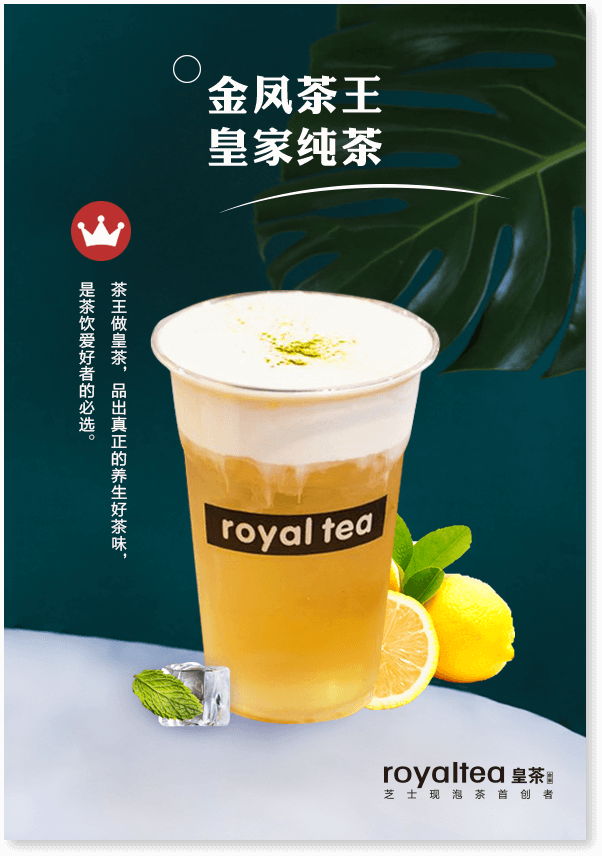 金凤茶王
皇家纯茶
茶王做皇茶，品出真正的养生好茶味，
是茶饮爱好者的必选。
royal tea
royaltea 皇茶
芝士现泡茶首创者